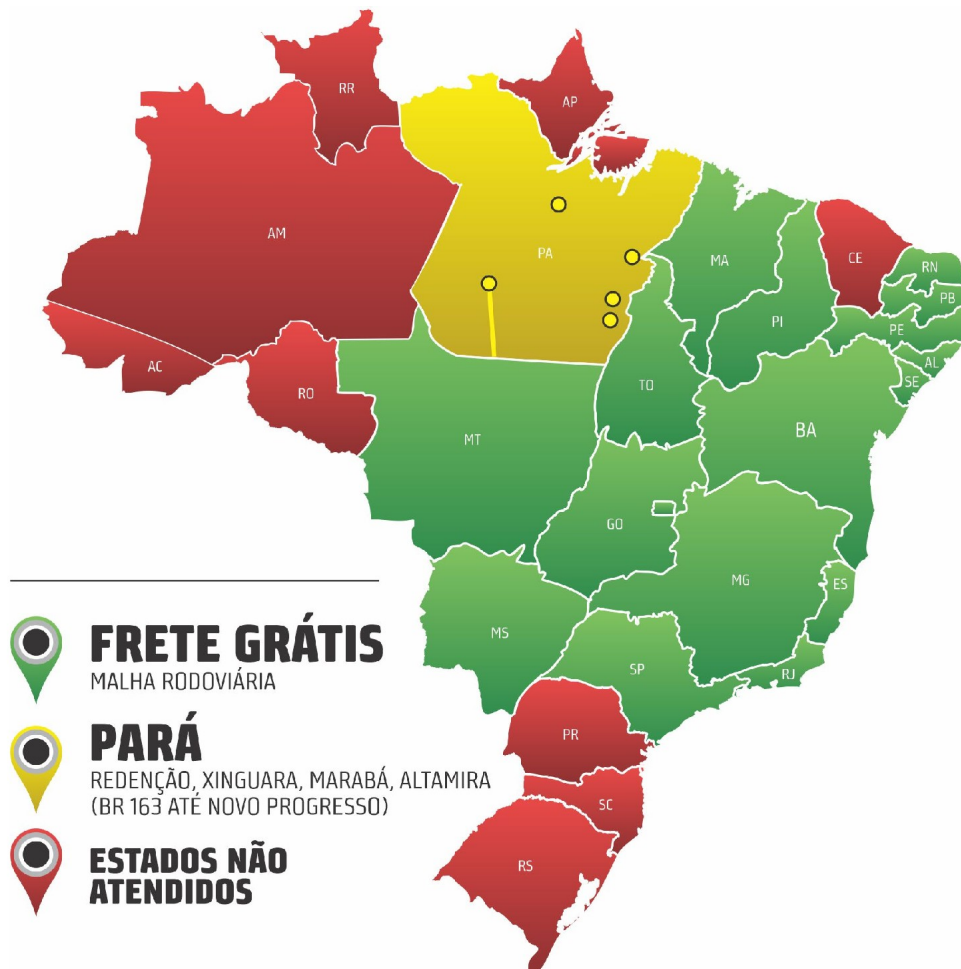 RR
AP
AM
PA
MA
CE
RN
PB
PI
PE
AL
SE
AC
RO
TO
MT
BA
GO
MG
ES
MS
SP
RJ
PR
SC
RS
FRETE GRÁTIS
MALHA RODOVIÁRIA
PARÁ
REDENÇÃO, XINGUARA, MARABÁ, ALTAMIRA
(BR 163 ATÉ NOVO PROGRESSO)
ESTADOS NÃO
ATENDIDOS